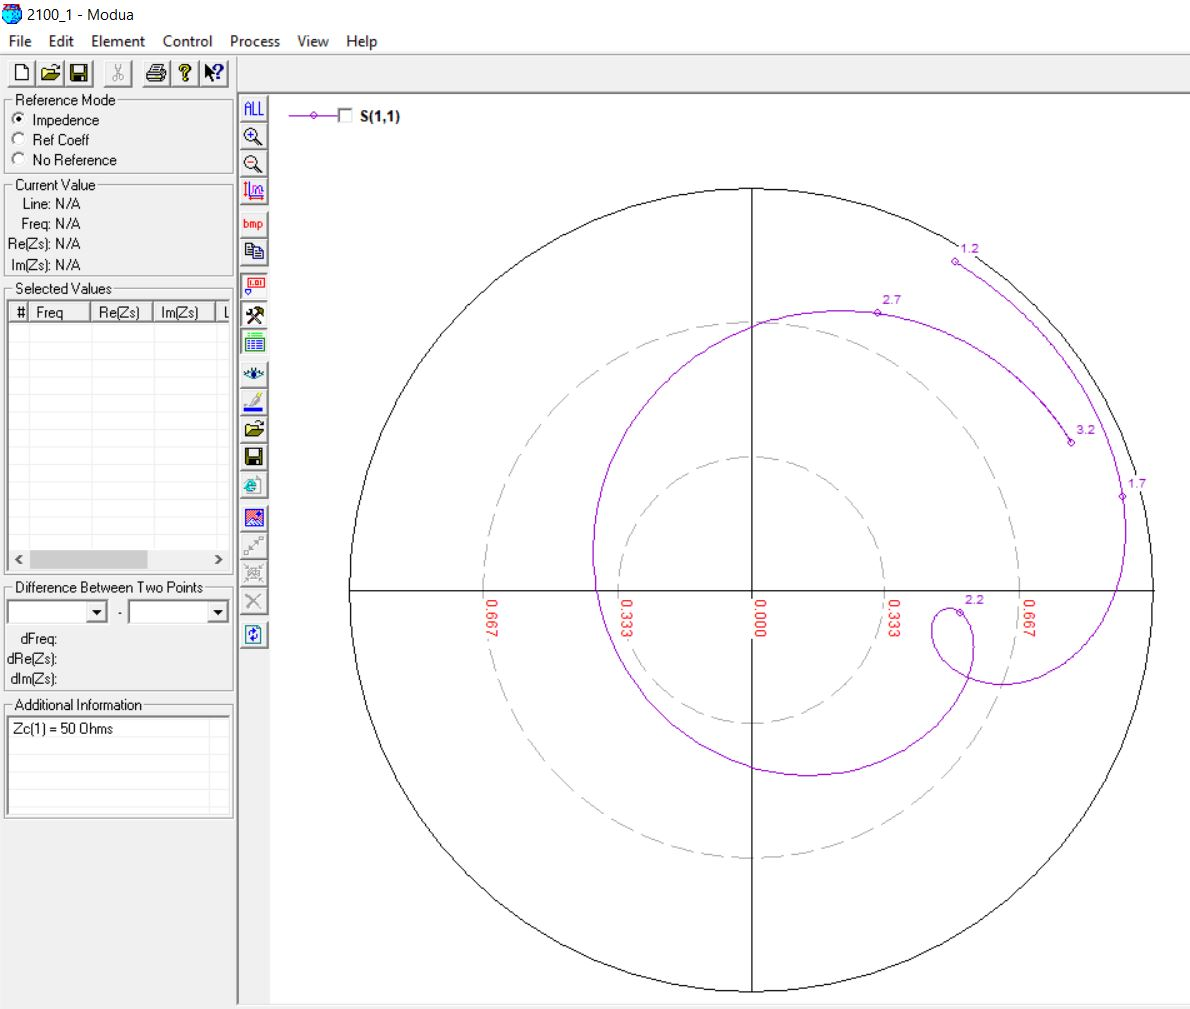 2100_1 - Modua
File Edit Element Control Process View Help
Reference Mode
Impedence
Ref Coeff
No Reference
Current Value
Line: N/A
Freq: N/A
Re(Zs): N/A
Im(Zs): N/A
Selected Values
# Freq Re(Zs) Im(Zs) L
Difference Between Two Points
-
dFreq:
dRe(Zs):
dIm(Zs):
Additional Information
Zc(1) = 50 Ohms
ALL
bmp
1.01
S(1,1)
1.2
2.7
3.2
1.7
2.2
0.667 0.333 0.000 0.333 0.667